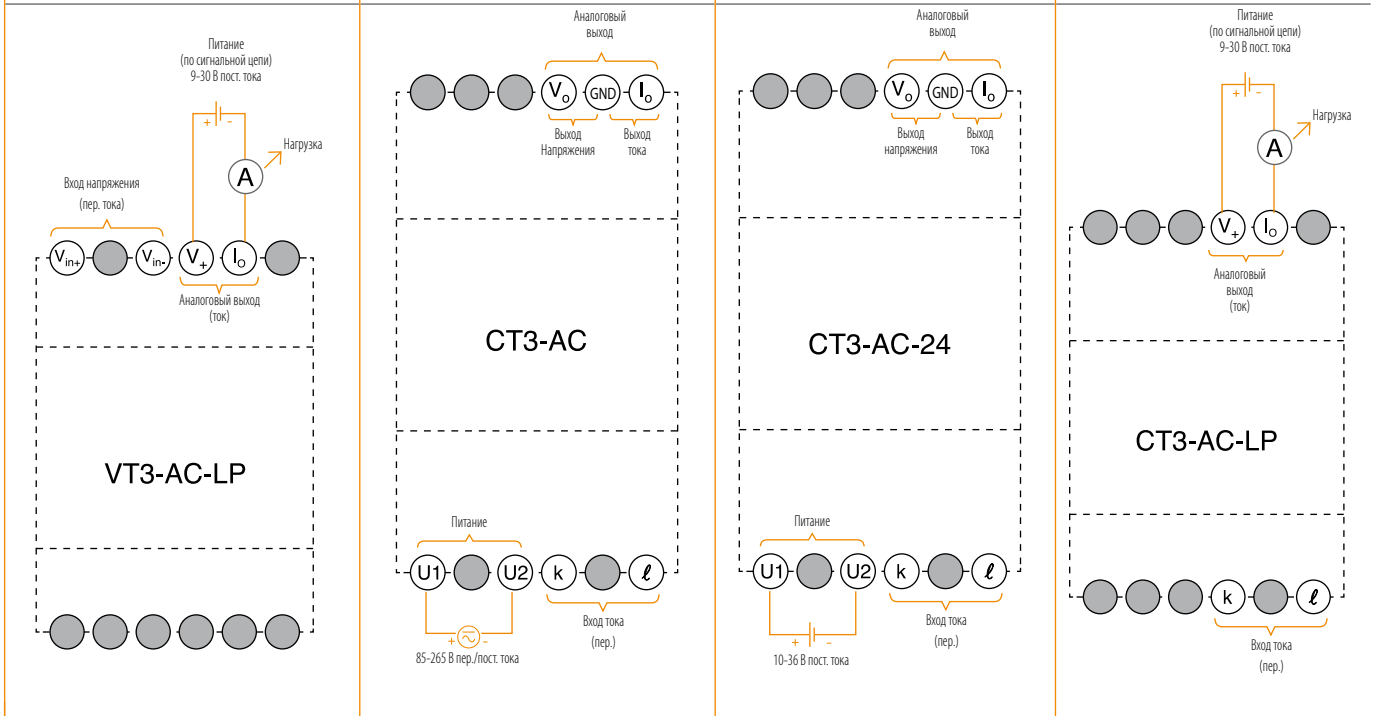 Питание
(по сигнальной цепи)
9-30 В пост. тока
+ -
A
Нагрузка
Вход напряжения
(пер. тока)
Vin+
Vin-
V+
IO
Аналоговый выход
(ток)
VT3-AC-LP
Аналоговый
выход
Vo
GND
Io
Выход
Напряжения
Выход
тока
CT3-AC
Питание
U1
U2
k
ℓ
+ -
85-265 В пер./пост. тока
Вход тока
(пер.)
Аналоговый
выход
Vo
GND
Io
Выход
напряжения
Выход
тока
CT3-AC-24
Питание
U1
U2
k
ℓ
+ -
10-36 В пост. тока
Вход тока
(пер.)
Питание
(по сигнальной цепи)
9-30 В пост. тока
+ -
A
Нагрузка
V+
IO
Аналоговый
выход
(ток)
CT3-AC-LP
k
ℓ
Вход тока
(пер.)